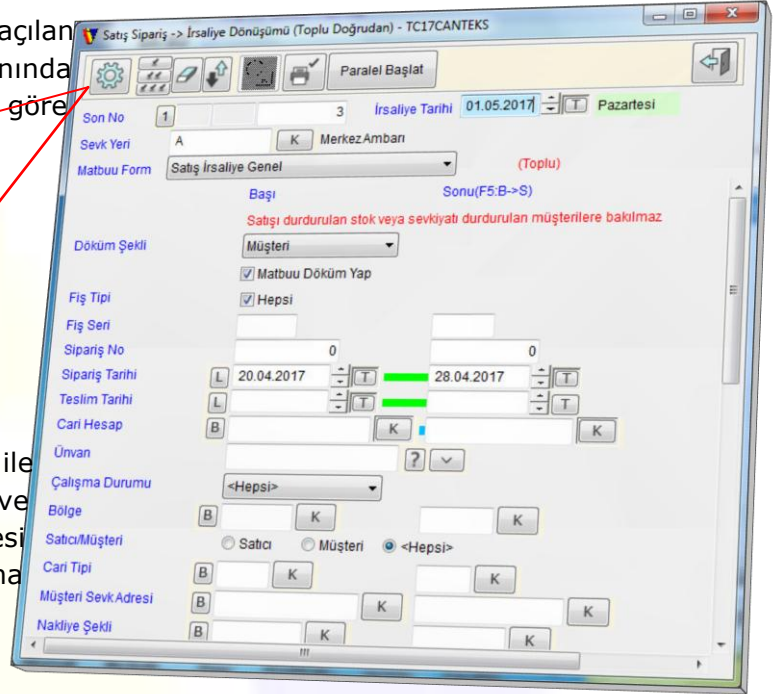 açılan
anında
göre
ile
ve
esi
ma
Satış Sipariş -> İrsaliye Dönüşümü (Toplu Doğrudan) - TC17CANTEKS
Paralel Başlat
Son No 1 3 İrsaliye Tarihi 01.05.2017 T Pazartesi
Sevk Yeri A K Merkez Ambarı
Matbuu Form Satış İrsaliye Genel (Toplu)
Başı Sonu(F5:B->S)
Satışı durdurulan stok veya sevkiyatı durdurulan müşterilere bakılmaz
Döküm Şekli Müşteri
Matbuu Döküm Yap
Fiş Tipi Hepsi
Fiş Seri
Sipariş No 0 0
Sipariş Tarihi L 20.04.2017 T 28.04.2017 T
Teslim Tarihi L T T
Cari Hesap B K K
Ünvan ?
Çalışma Durumu <Hepsi>
Bölge B K K
Satıcı/Müşteri Satıcı Müşteri <Hepsi>
Cari Tipi B K K
Müşteri Sevk Adresi B K K
Nakliye Şekli B K K